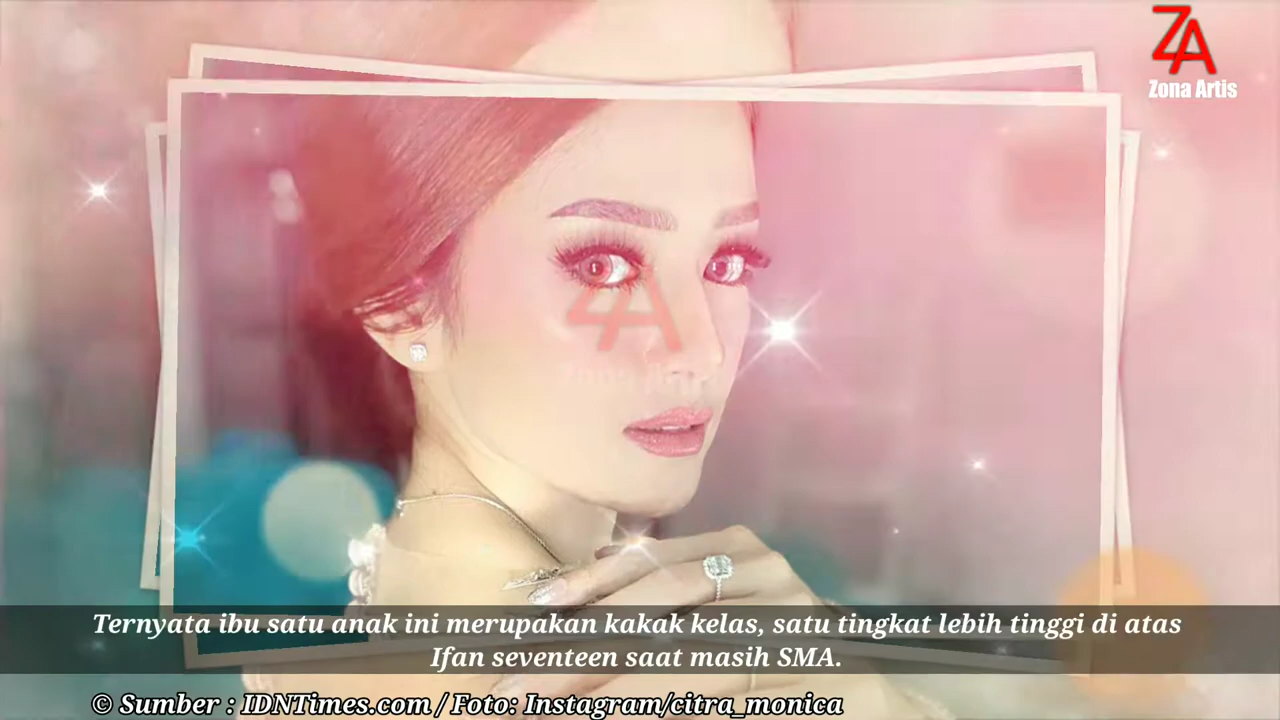 ZA
Zona Artis
ZA
Ternyata ibu satu anak ini merupakan kakak kelas, satu tingkat lebih tinggi di atas
Ifan seventeen saat masih SMA.
© Sumber : IDNTimes.com / Foto: Instagram/citra_monica